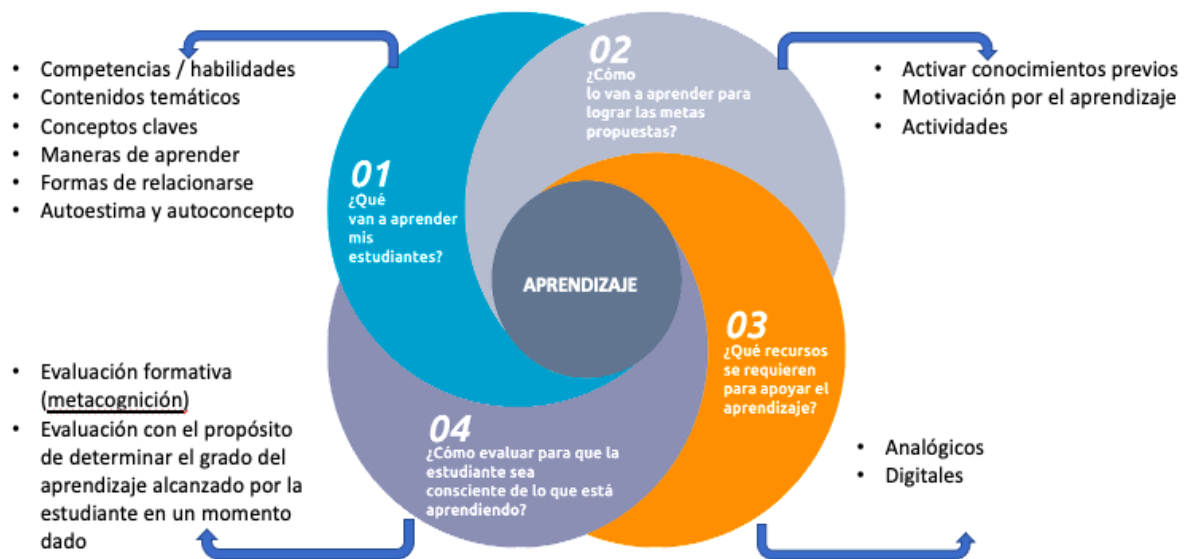 • Competencias / habilidades
• Contenidos temáticos
• Conceptos claves
• Maneras de aprender
• Formas de relacionarse
• Autoestima y autoconcepto
01
¿Qué
van a aprender
mis
estudiantes?
02
¿Cómo
lo van a aprender para
lograr las metas
propuestas?
• Activar conocimientos previos
• Motivación por el aprendizaje
• Actividades
APRENDIZAJE
03
¿Qué recursos
se requieren
para apoyar el
aprendizaje?
• Analógicos
• Digitales
04
¿Cómo evaluar para que la
estudiante sea
consciente de lo que está
aprendiendo?
• Evaluación formativa
(metacognición)
• Evaluación con el propósito
de determinar el grado del
aprendizaje alcanzado por la
estudiante en un momento
dado